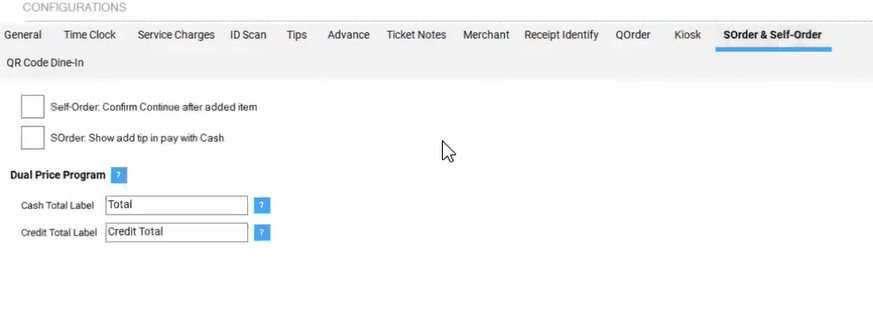 CONFIGURATIONS
General Time Clock Service Charges ID Scan Tips Advance Ticket Notes Merchant Receipt Identify QOrder Kiosk SOrder & Self-Order
QR Code Dine-In
Self-Order: Confirm Continue after added item
SOrder: Show add tip in pay with Cash
Dual Price Program ?
Cash Total Label Total ?
Credit Total Label Credit Total ?